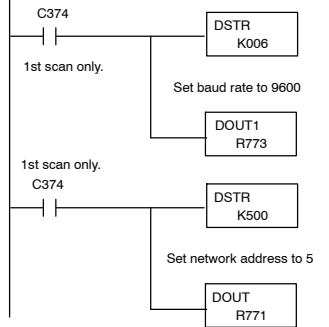 C374
DSTR
K006
1st scan only.
Set baud rate to 9600
DOUT1
R773
1st scan only.
C374
DSTR
K500
Set network address to 5
DOUT
R771